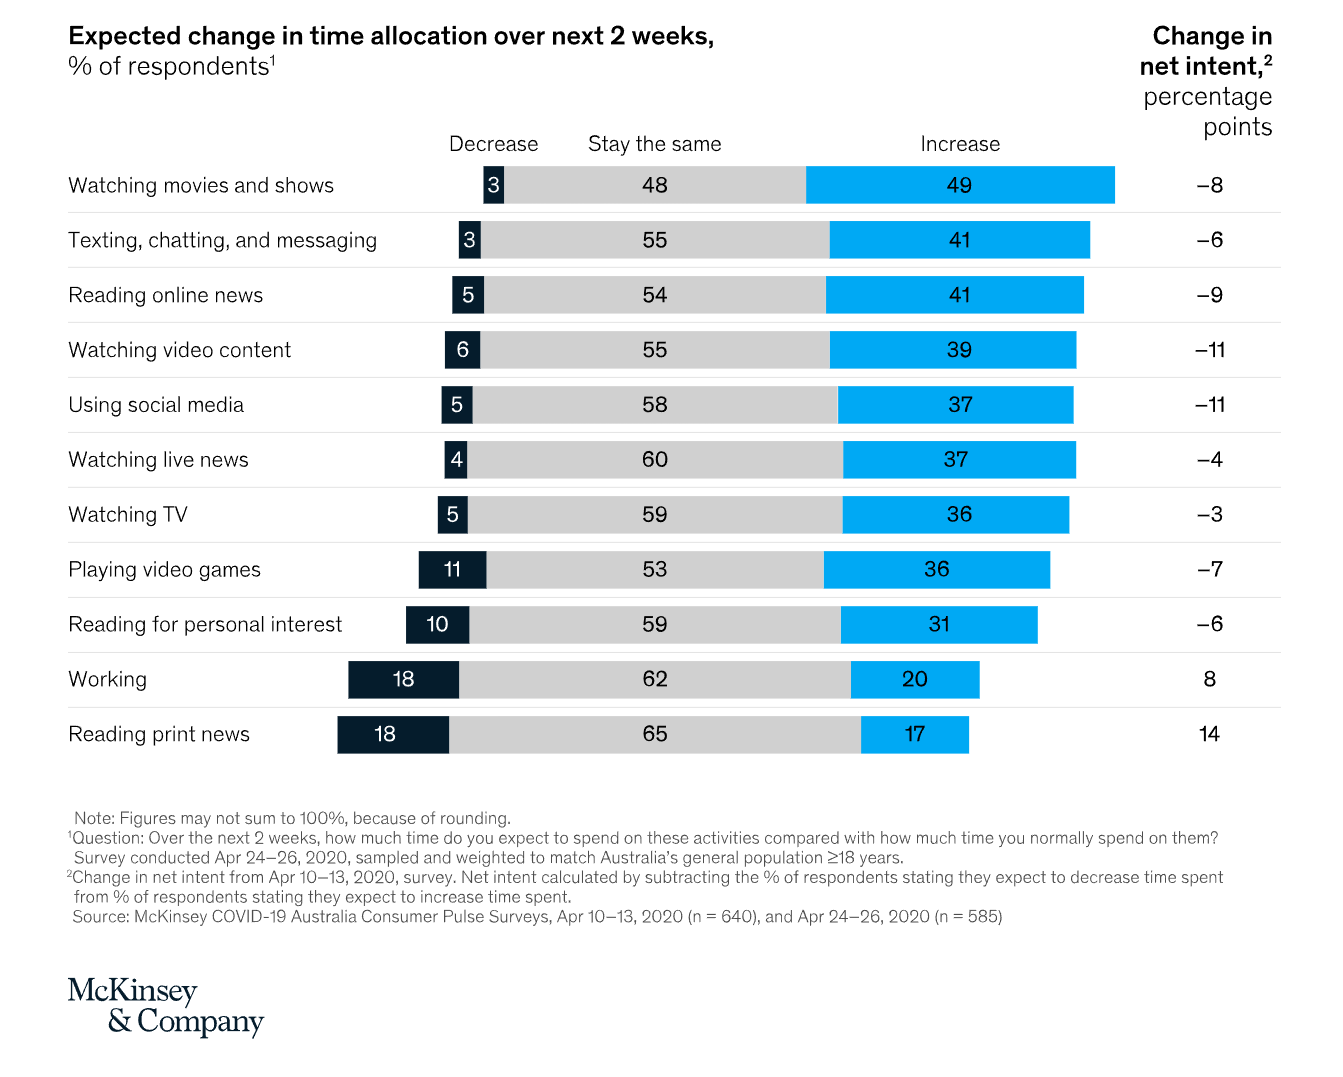 Expected change in time allocation over next 2 weeks,
% of respondents¹
Change in
net intent,²
percentage
points
Decrease Stay the same Increase
Watching movies and shows 3 48 49 –8
Texting, chatting, and messaging 3 55 41 –6
Reading online news 5 54 41 –9
Watching video content 6 55 39 –11
Using social media 5 58 37 –11
Watching live news 4 60 37 –4
Watching TV 5 59 36 –3
Playing video games 11 53 36 –7
Reading for personal interest 10 59 31 –6
Working 18 62 20 8
Reading print news 18 65 17 14
Note: Figures may not sum to 100%, because of rounding.
¹Question: Over the next 2 weeks, how much time do you expect to spend on these activities compared with how much time you normally spend on them?
Survey conducted Apr 24–26, 2020, sampled and weighted to match Australia’s general population ≥18 years.
²Change in net intent from Apr 10–13, 2020, survey. Net intent calculated by subtracting the % of respondents stating they expect to decrease time spent
from % of respondents stating they expect to increase time spent.
Source: McKinsey COVID-19 Australia Consumer Pulse Surveys, Apr 10–13, 2020 (n = 640), and Apr 24–26, 2020 (n = 585)
McKinsey
& Company